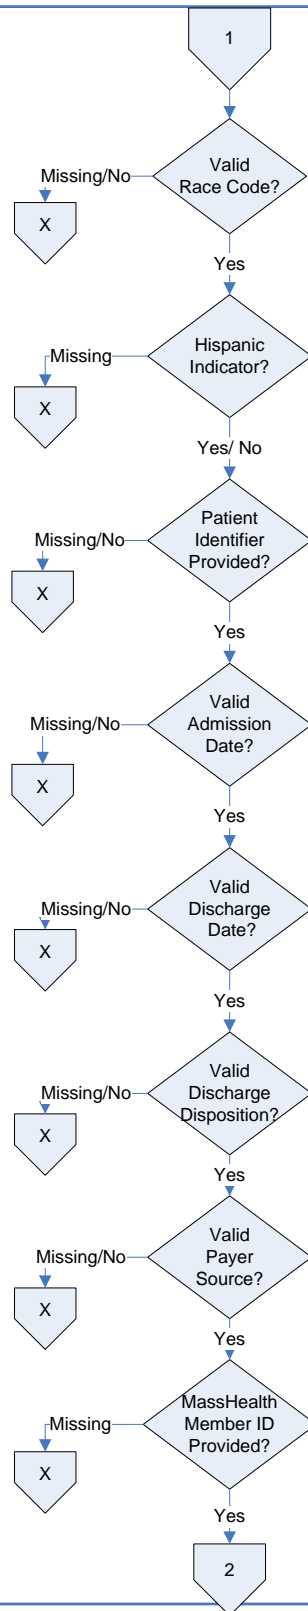 1
Valid
Race Code?
Missing/No
X
Yes
Hispanic
Indicator?
Missing
X
Yes/ No
Patient
Identifier
Provided?
Missing/No
X
Yes
Valid
Admission
Date?
Missing/No
X
Yes
Valid
Discharge
Date?
Missing/No
X
Yes
Valid
Discharge
Disposition?
Missing/No
X
Yes
Valid
Payer
Source?
Missing/No
X
Yes
MassHealth
Member ID
Provided?
Missing
X
Yes
2